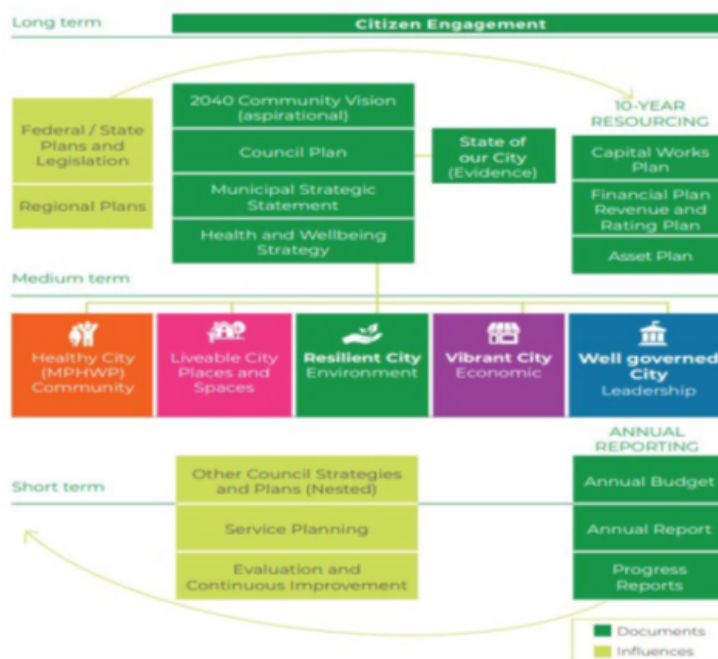 Long term
Citizen Engagement
Federal / State
Plans and
Legislation
Regional Plans
2040 Community Vision
(aspirational)
Council Plan
Municipal Strategic
Statement
Health and Wellbeing
Strategy
State of
our City
(Evidence)
10-YEAR
RESOURCING
Capital Works
Plan
Financial Plan
Revenue and
Rating Plan
Asset Plan
Medium term
Healthy City
(MPHWP)
Community
Liveable City
Places and
Spaces
Resilient City
Environment
Vibrant City
Economic
Well governed
City
Leadership
Short term
Other Council Strategies
and Plans (Nested)
Service Planning
Evaluation and
Continuous Improvement
ANNUAL
REPORTING
Annual Budget
Annual Report
Progress
Reports
Documents
Influences